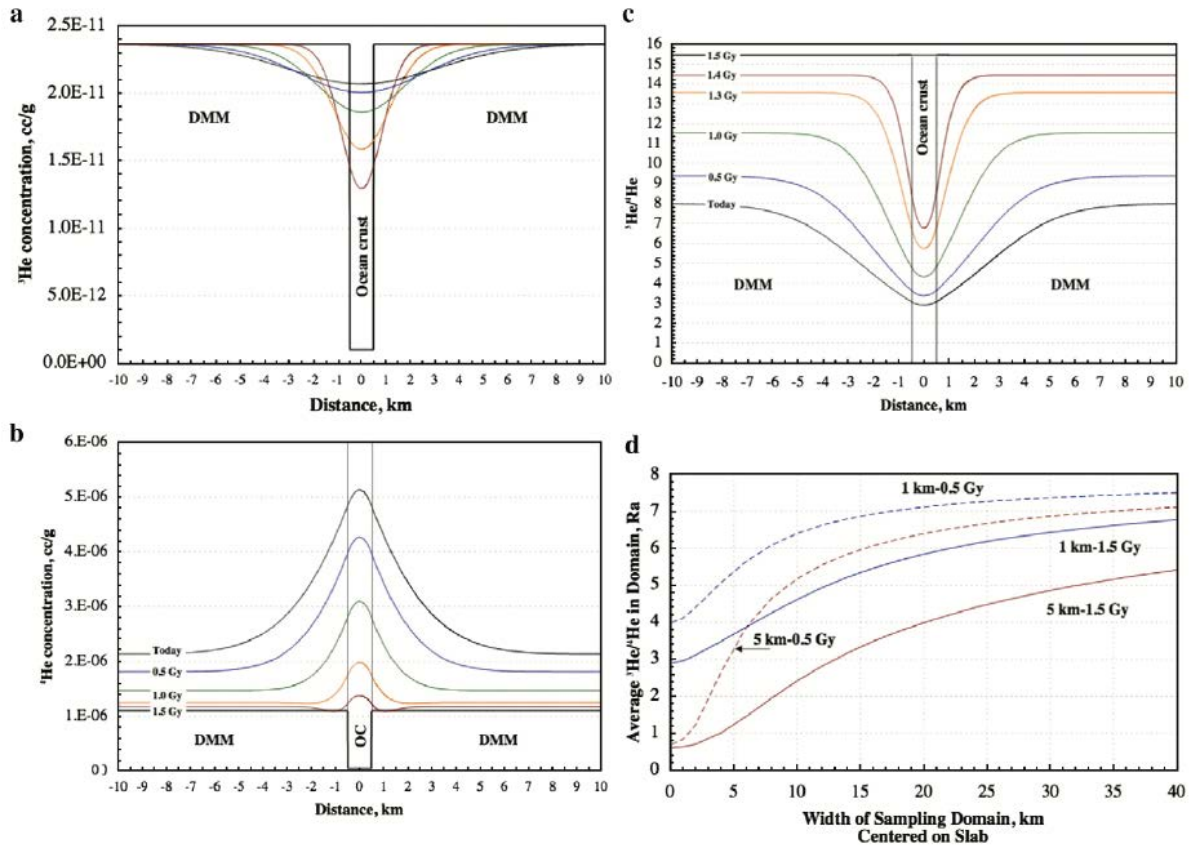 a
2.5E-11
2.0E-11
1.5E-11
1.0E-11
5.0E-12
0.0E+00
³He concentration, cc/g
DMM
DMM
Ocean crust
-10 -9 -8 -7 -6 -5 -4 -3 -2 -1 0 1 2 3 4 5 6 7 8 9 10
Distance, km
b
6.E-06
5.E-06
4.E-06
3.E-06
2.E-06
1.E-06
0)
⁴He concentration, cc/g
Today
0.5 Gy
1.0 Gy
1.5 Gy
DMM
OC
DMM
-10 -9 -8 -7 -6 -5 -4 -3 -2 -1 0 1 2 3 4 5 6 7 8 9 10
Distance, km
c
16
15
14
13
12
11
10
9
8
7
6
5
4
3
2
1
0
³He/⁴He
1.5 Gy
1.4 Gy
1.3 Gy
1.0 Gy
0.5 Gy
Today
Ocean crust
DMM
DMM
-10 -9 -8 -7 -6 -5 -4 -3 -2 -1 0 1 2 3 4 5 6 7 8 9 10
Distance, km
d
8
7
6
5
4
3
2
1
0
Average ³He/⁴He in Domain, Ra
1 km-0.5 Gy
1 km-1.5 Gy
5 km-1.5 Gy
5 km-0.5 Gy
0 5 10 15 20 25 30 35 40
Width of Sampling Domain, km
Centered on Slab